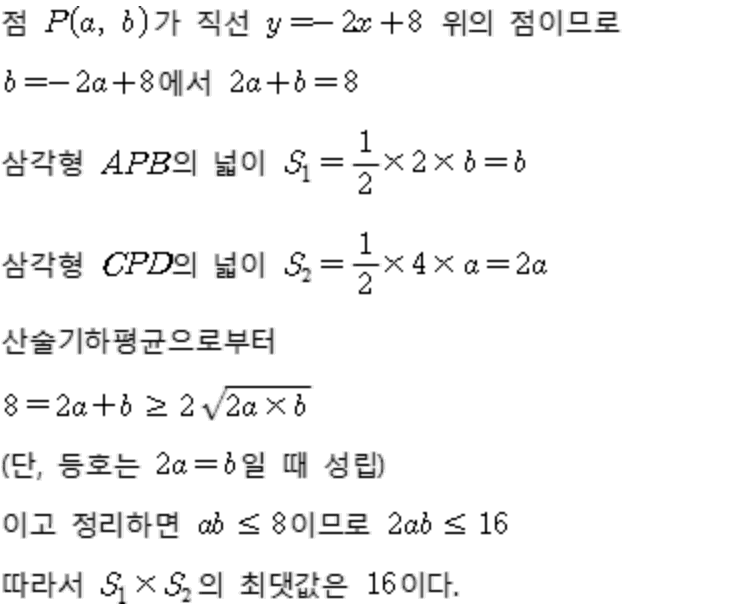 점 P(a, b)가 직선 y=-2x+8 위의 점이므로
b=-2a+8에서 2a+b=8
삼각형 APB의 넓이 S₁=1/2×2×b=b
삼각형 CPD의 넓이 S₂=1/2×4×a=2a
산술기하평균으로부터
8=2a+b ≥ 2√(2a×b)
(단, 등호는 2a=b일 때 성립)
이고 정리하면 ab ≤ 8이므로 2ab ≤ 16
따라서 S₁×S₂의 최댓값은 16이다.